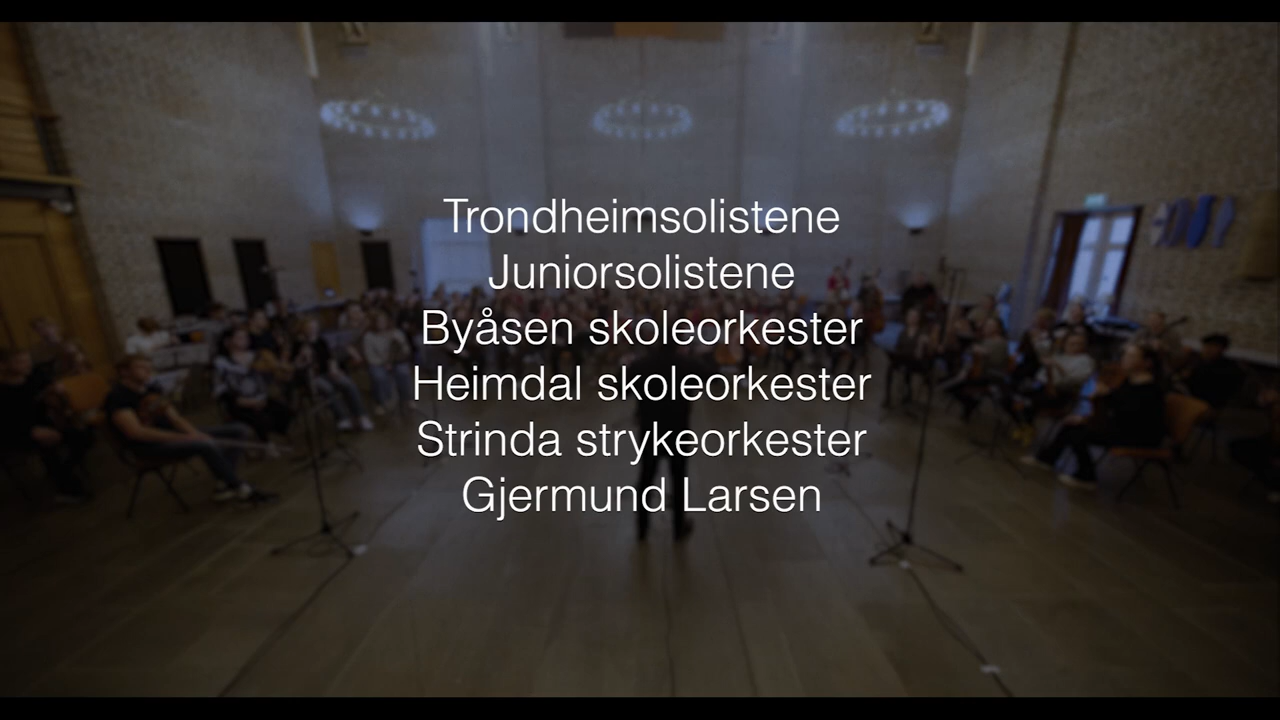 Trondheimsolistene
Juniorsolistene
Byåsen skoleorkester
Heimdal skoleorkester
Strinda strykeorkester
Gjermund Larsen